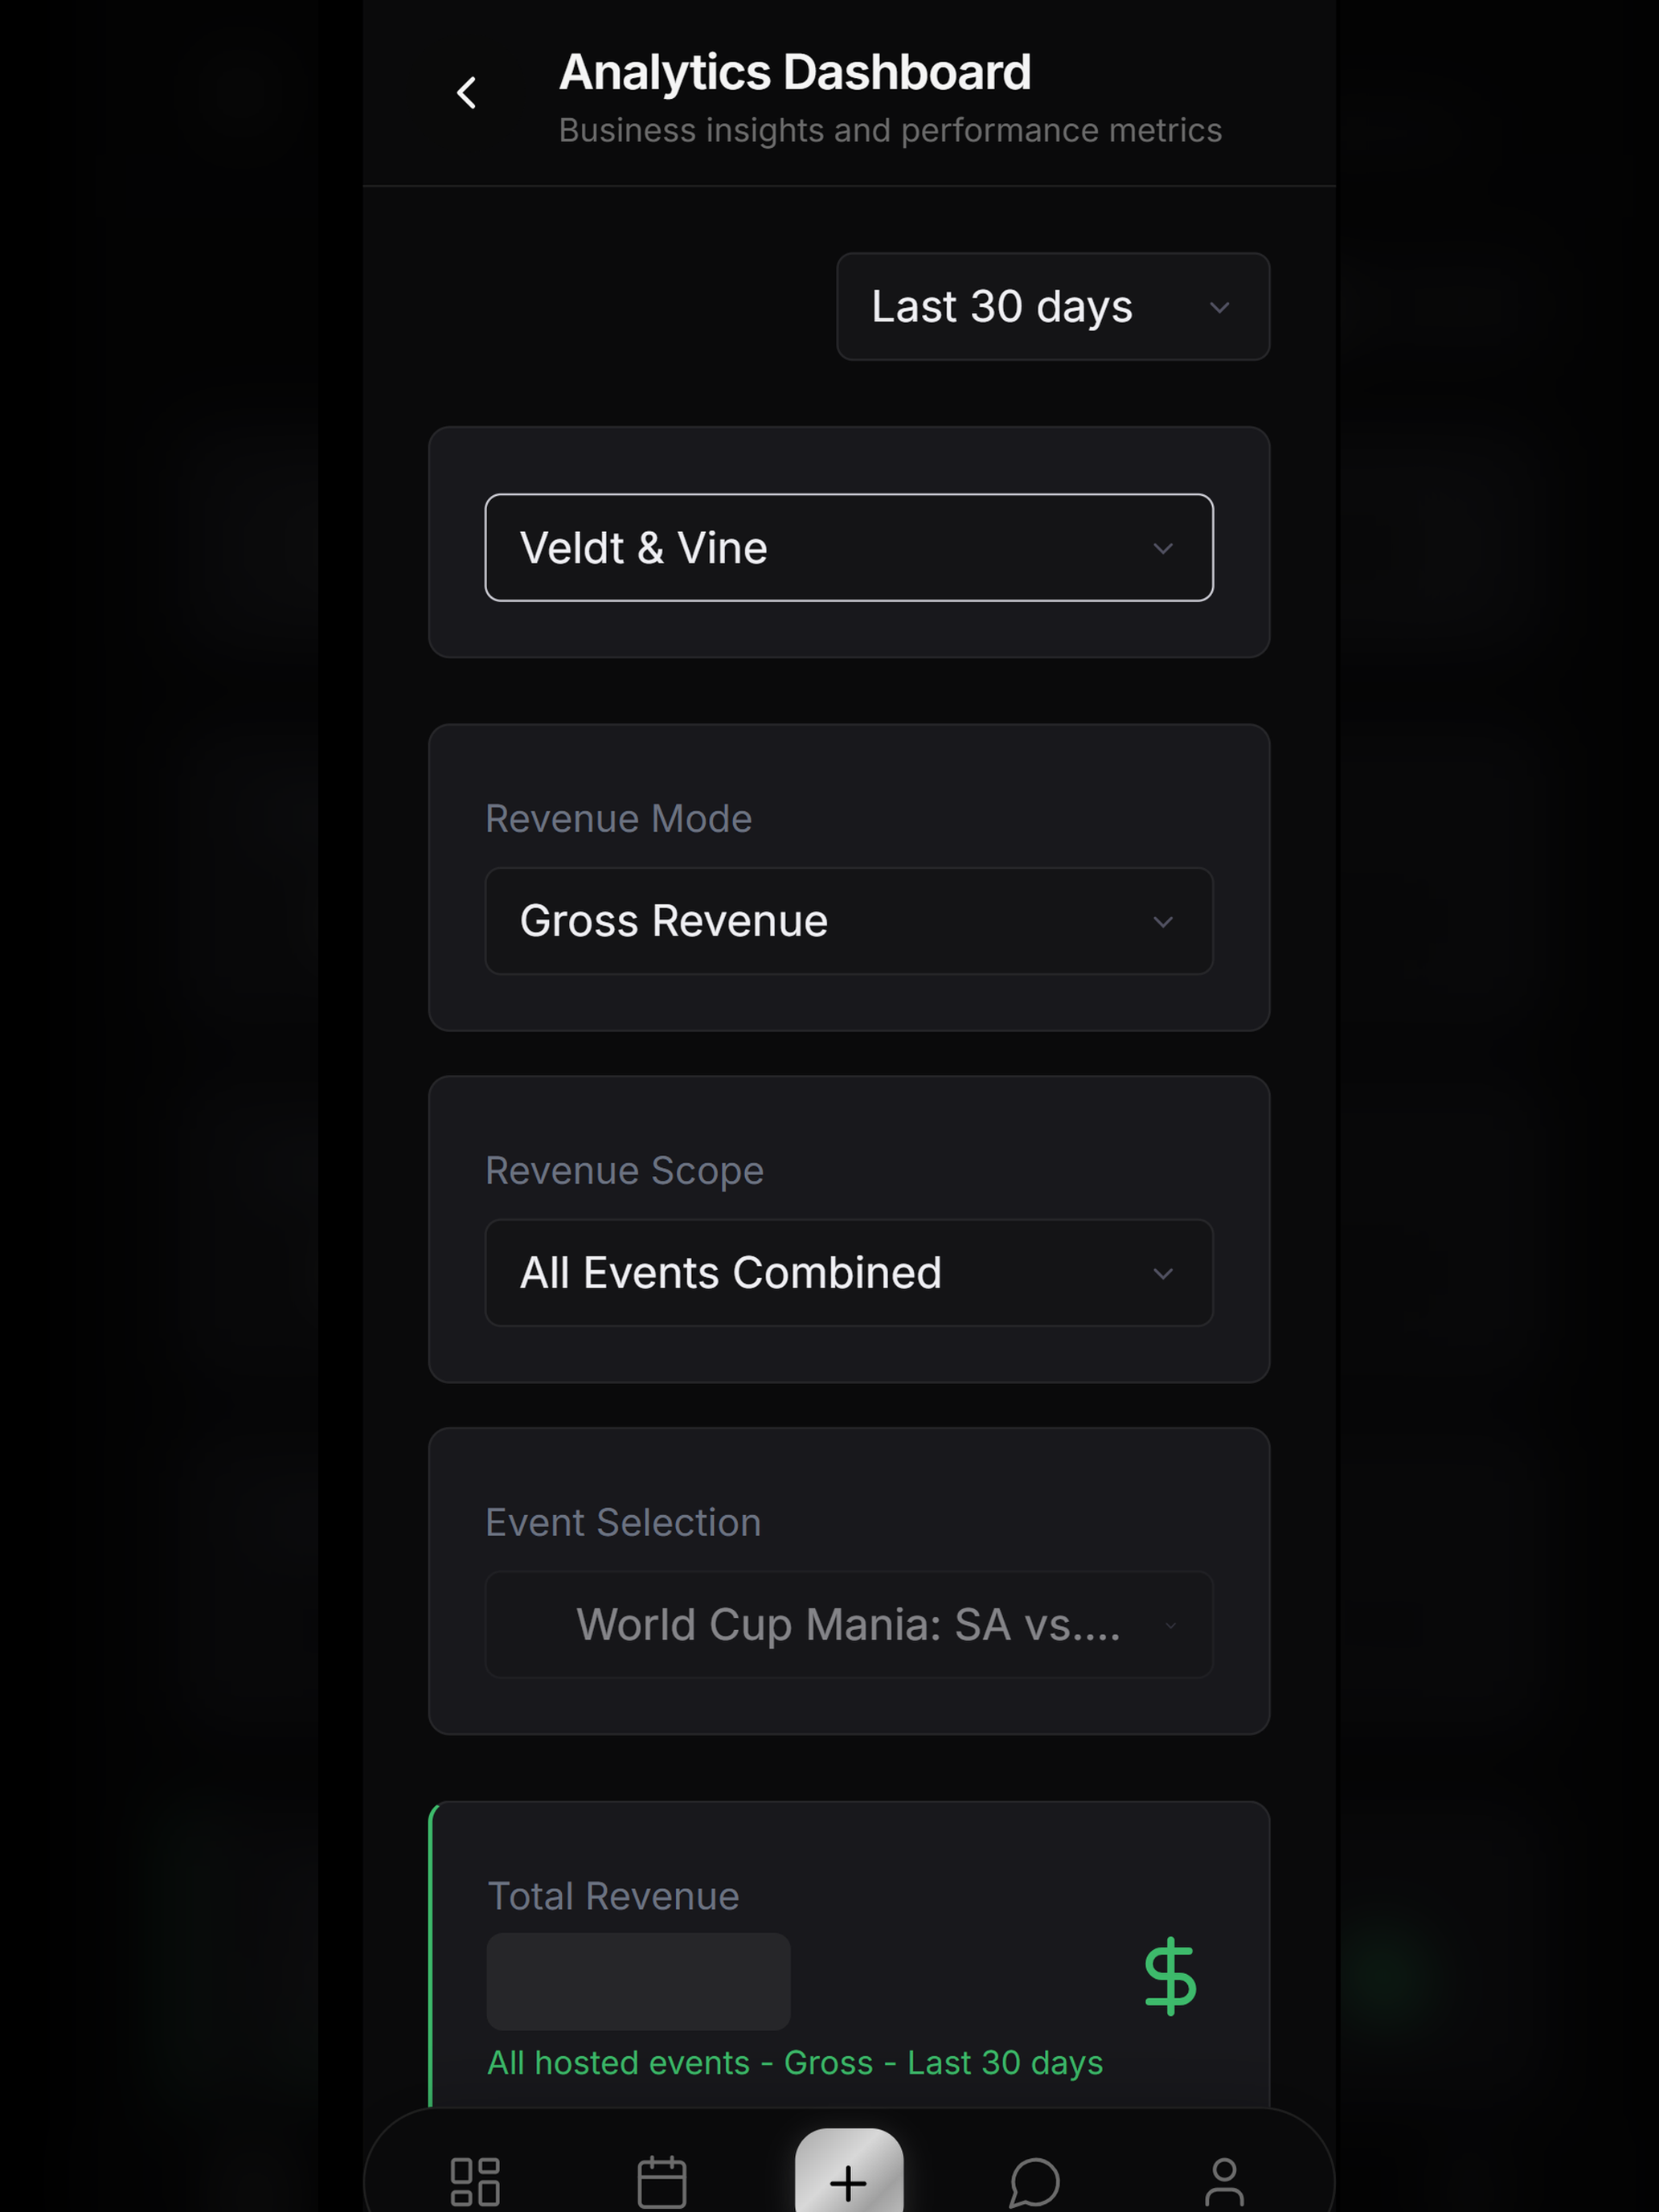 Analytics Dashboard
Business insights and performance metrics
Last 30 days
Veldt & Vine
Revenue Mode
Gross Revenue
Revenue Scope
All Events Combined
Event Selection
World Cup Mania: SA vs....
Total Revenue
All hosted events - Gross - Last 30 days